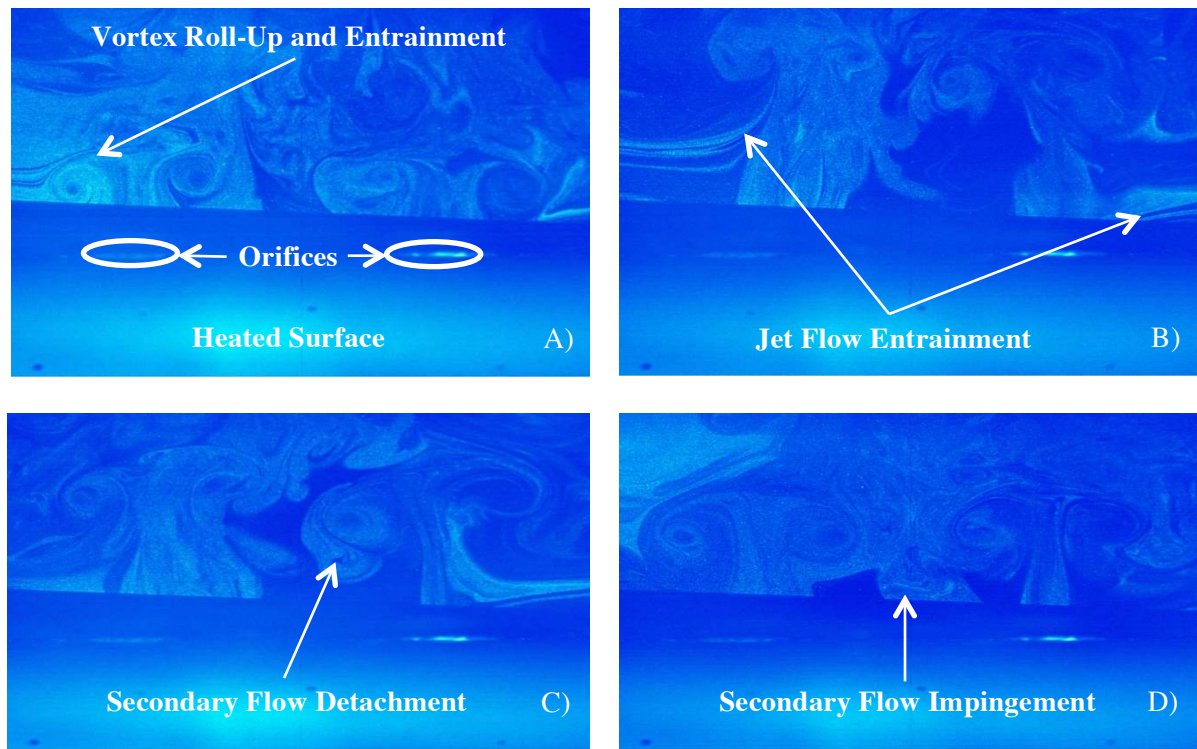 Vortex Roll-Up and Entrainment
Orifices
Heated Surface
A)
Jet Flow Entrainment
B)
Secondary Flow Detachment
C)
Secondary Flow Impingement
D)